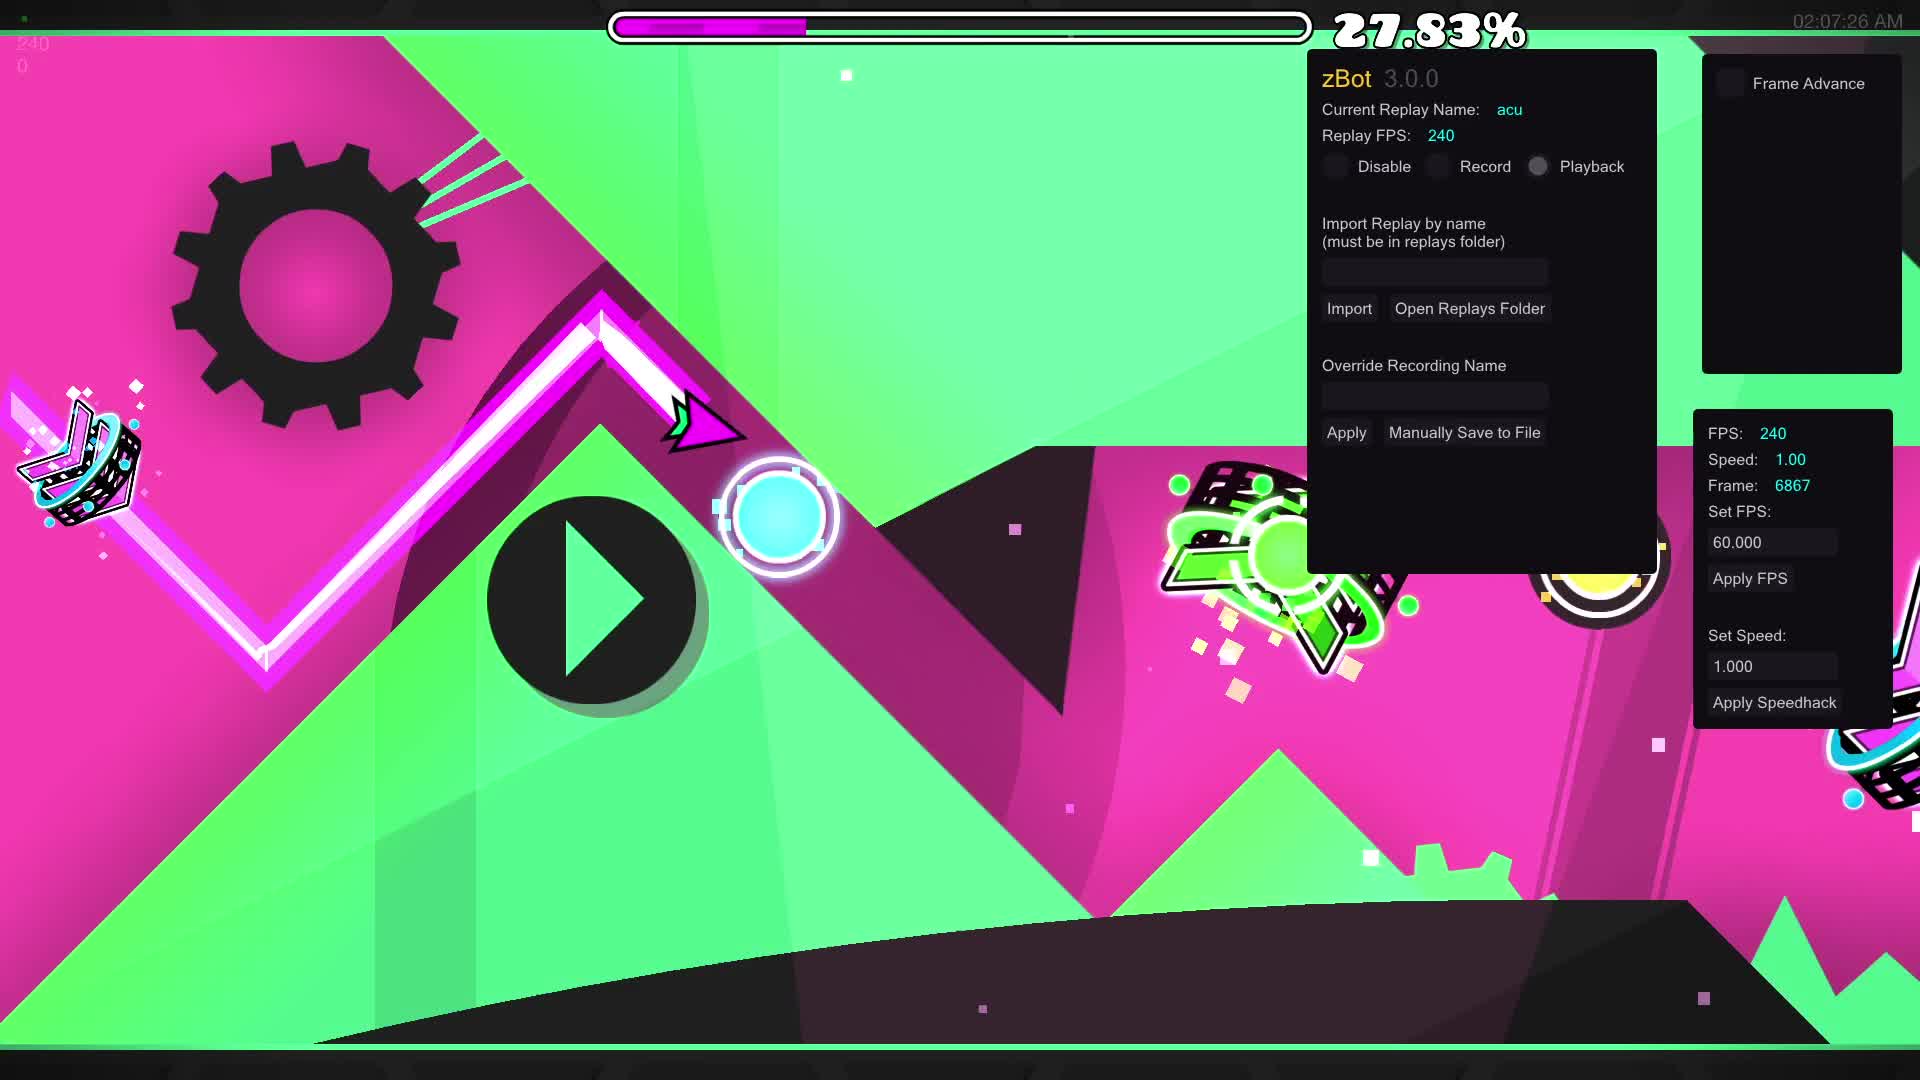 27.83%
02:07:26 AM
240
0
zBot 3.0.0
Current Replay Name: acu
Replay FPS: 240
Disable Record Playback
Import Replay by name
(must be in replays folder)
Import Open Replays Folder
Override Recording Name
Apply Manually Save to File
Frame Advance
FPS: 240
Speed: 1.00
Frame: 6867
Set FPS:
60.000
Apply FPS
Set Speed:
1.000
Apply Speedhack